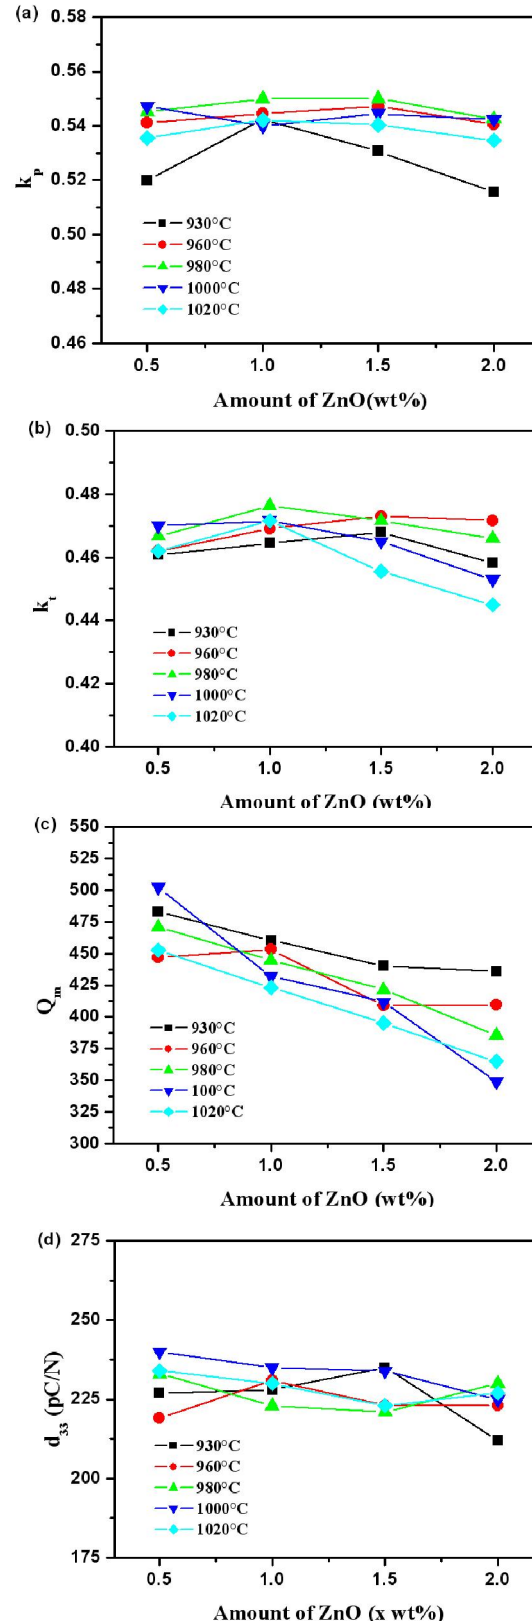 (a)
0.58
0.56
0.54
0.52
0.50
0.48
0.46
k_p
930°C
960°C
980°C
1000°C
1020°C
0.5 1.0 1.5 2.0
Amount of ZnO(wt%)
(b)
0.50
0.48
0.46
0.44
0.42
0.40
k_t
930°C
960°C
980°C
1000°C
1020°C
0.5 1.0 1.5 2.0
Amount of ZnO (wt%)
(c)
550
525
500
475
450
425
400
375
350
325
300
Q_m
930°C
960°C
980°C
100°C
1020°C
0.5 1.0 1.5 2.0
Amount of ZnO (wt%)
(d)
275
250
225
200
175
d_33 (pC/N)
930°C
960°C
980°C
1000°C
1020°C
0.5 1.0 1.5 2.0
Amount of ZnO (x wt%)